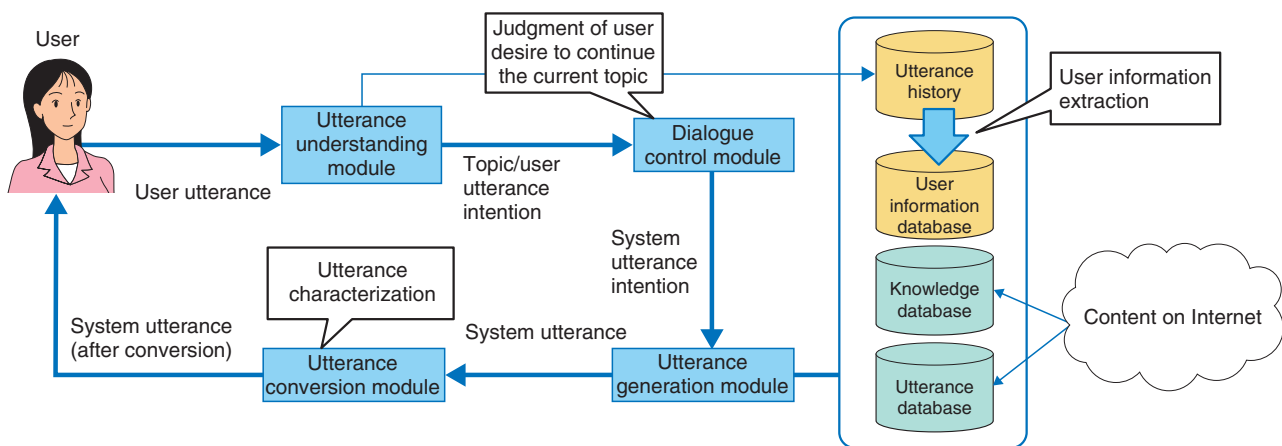 User
Judgment of user
desire to continue
the current topic
Utterance
history
User information
extraction
Utterance
understanding
module
Dialogue
control module
User utterance
Topic/user
utterance
intention
User
information
database
System
utterance
intention
Utterance
characterization
Knowledge
database
Content on Internet
System utterance
(after conversion)
System utterance
Utterance
conversion module
Utterance
generation module
Utterance
database